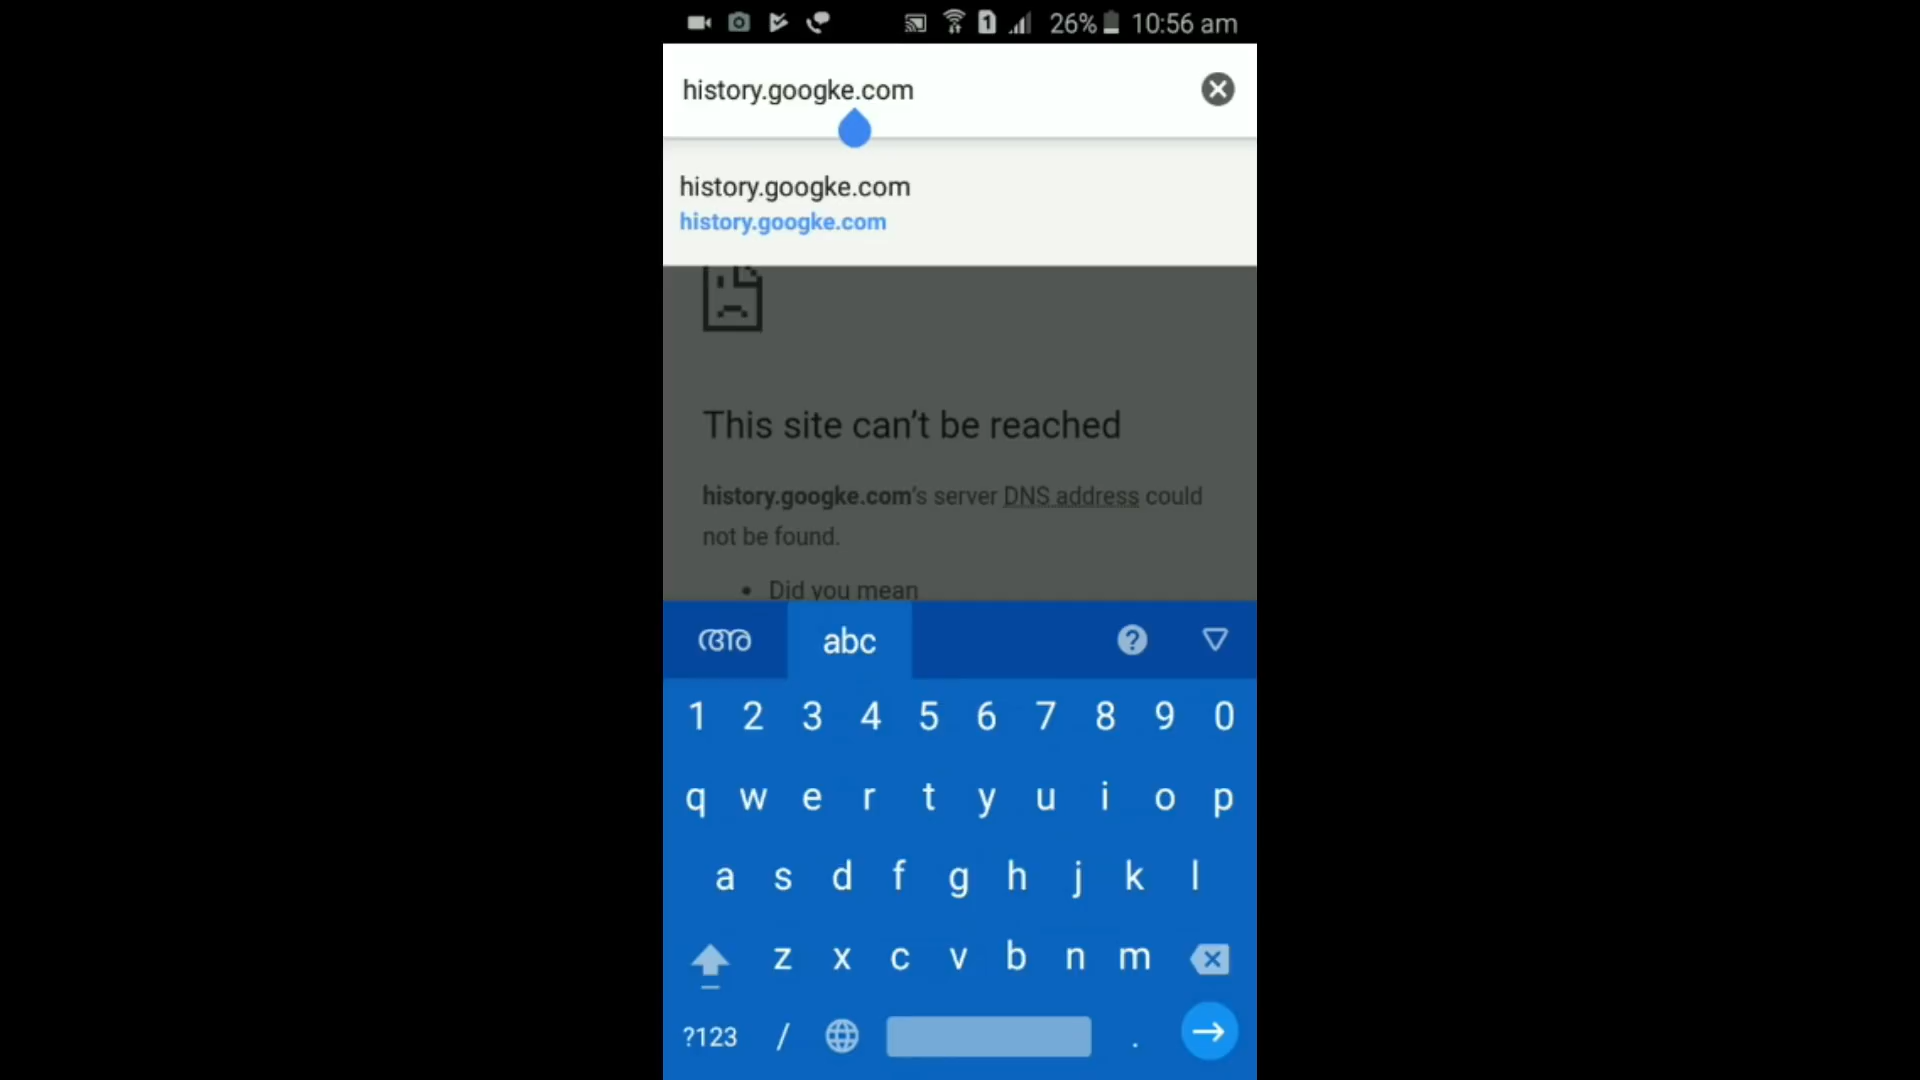 26% 10:56 am
history.googke.com
history.googke.com
history.googke.com
This site can’t be reached
history.googke.com’s server DNS address could
not be found.
• Did you mean
അ abc
1 2 3 4 5 6 7 8 9 0
q w e r t y u i o p
a s d f g h j k l
z x c v b n m
?123 / .